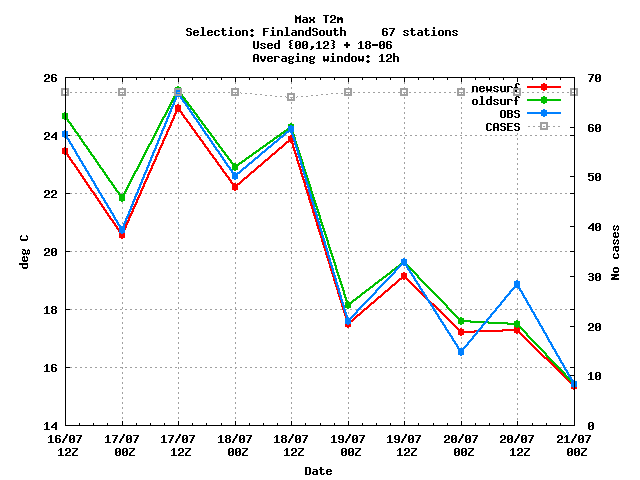 Max T2m
Selection: FinlandSouth 67 stations
Used {00,12} + 18-06
Averaging window: 12h
26
24
22
20
18
16
14
70
60
50
40
30
20
10
0
deg C
No cases
newsurf
oldsurf
OBS
CASES
16/07 17/07 17/07 18/07 18/07 19/07 19/07 20/07 20/07 21/07
12Z 00Z 12Z 00Z 12Z 00Z 12Z 00Z 12Z 00Z
Date